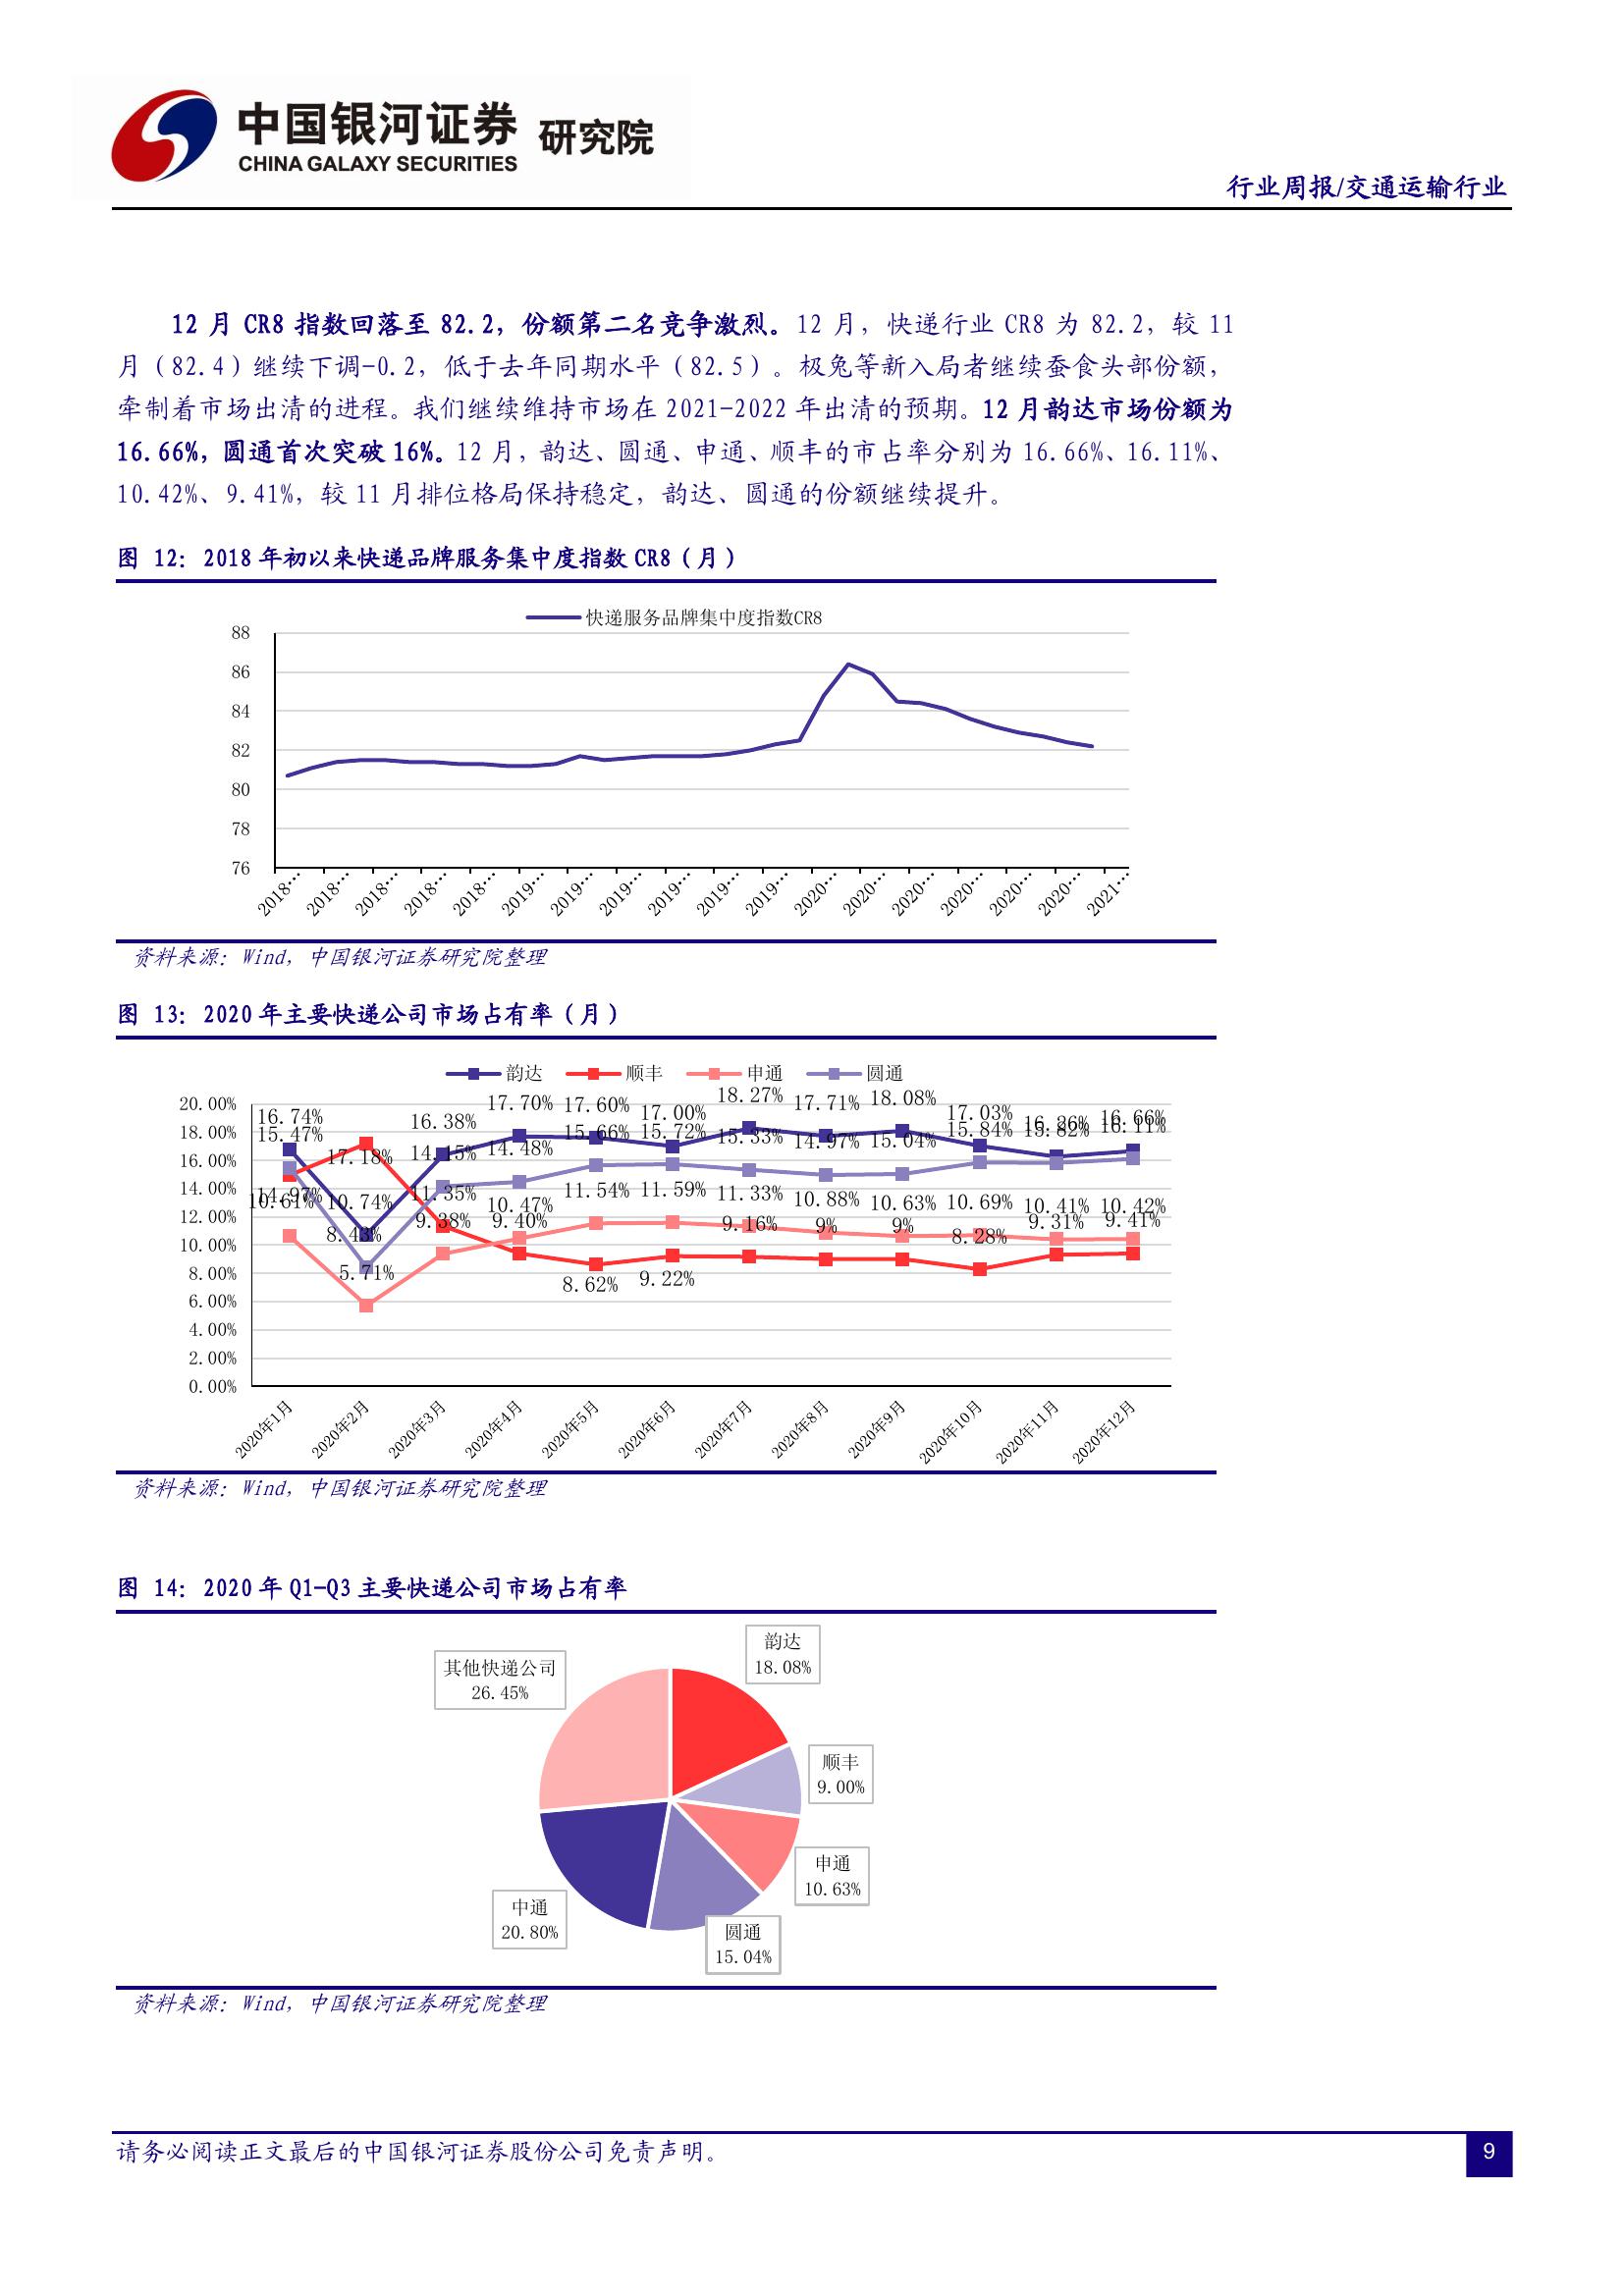 中国银河证券 研究院
CHINA GALAXY SECURITIES
行业周报/交通运输行业
12 月 CR8 指数回落至 82.2，份额第二名竞争激烈。12 月，快递行业 CR8 为 82.2，较 11
月（82.4）继续下调-0.2，低于去年同期水平（82.5）。极兔等新入局者继续蚕食头部份额，
牵制着市场出清的进程。我们继续维持市场在 2021-2022 年出清的预期。12 月韵达市场份额为
16.66%，圆通首次突破 16%。12 月，韵达、圆通、申通、顺丰的市占率分别为 16.66%、16.11%、
10.42%、9.41%，较 11 月排位格局保持稳定，韵达、圆通的份额继续提升。
图 12：2018 年初以来快递品牌服务集中度指数 CR8（月）
快递服务品牌集中度指数CR8
88
86
84
82
80
78
76
2018… 2018… 2018… 2018… 2018… 2019… 2019… 2019… 2019… 2019… 2019… 2020… 2020… 2020… 2020… 2020… 2020… 2021…
资料来源：Wind，中国银河证券研究院整理
图 13：2020 年主要快递公司市场占有率（月）
韵达 顺丰 申通 圆通
20.00%
18.00%
16.00%
14.00%
12.00%
10.00%
8.00%
6.00%
4.00%
2.00%
0.00%
16.74% 10.74% 16.38% 17.70% 17.60% 17.00% 18.27% 17.71% 18.08% 17.03% 16.26% 16.66%
15.47% 8.43% 14.15% 14.48% 15.66% 15.72% 15.33% 14.97% 15.04% 15.84% 15.82% 16.11%
14.97% 17.18% 11.35% 9.40% 8.62% 9.22% 9.16% 9% 9% 8.28% 9.31% 9.41%
10.61% 5.71% 9.38% 10.47% 11.54% 11.59% 11.33% 10.88% 10.63% 10.69% 10.41% 10.42%
2020年1月 2020年2月 2020年3月 2020年4月 2020年5月 2020年6月 2020年7月 2020年8月 2020年9月 2020年10月 2020年11月 2020年12月
资料来源：Wind，中国银河证券研究院整理
图 14：2020 年 Q1-Q3 主要快递公司市场占有率
韵达
18.08%
其他快递公司
26.45%
顺丰
9.00%
申通
10.63%
中通
20.80%
圆通
15.04%
资料来源：Wind，中国银河证券研究院整理
请务必阅读正文最后的中国银河证券股份公司免责声明。
9